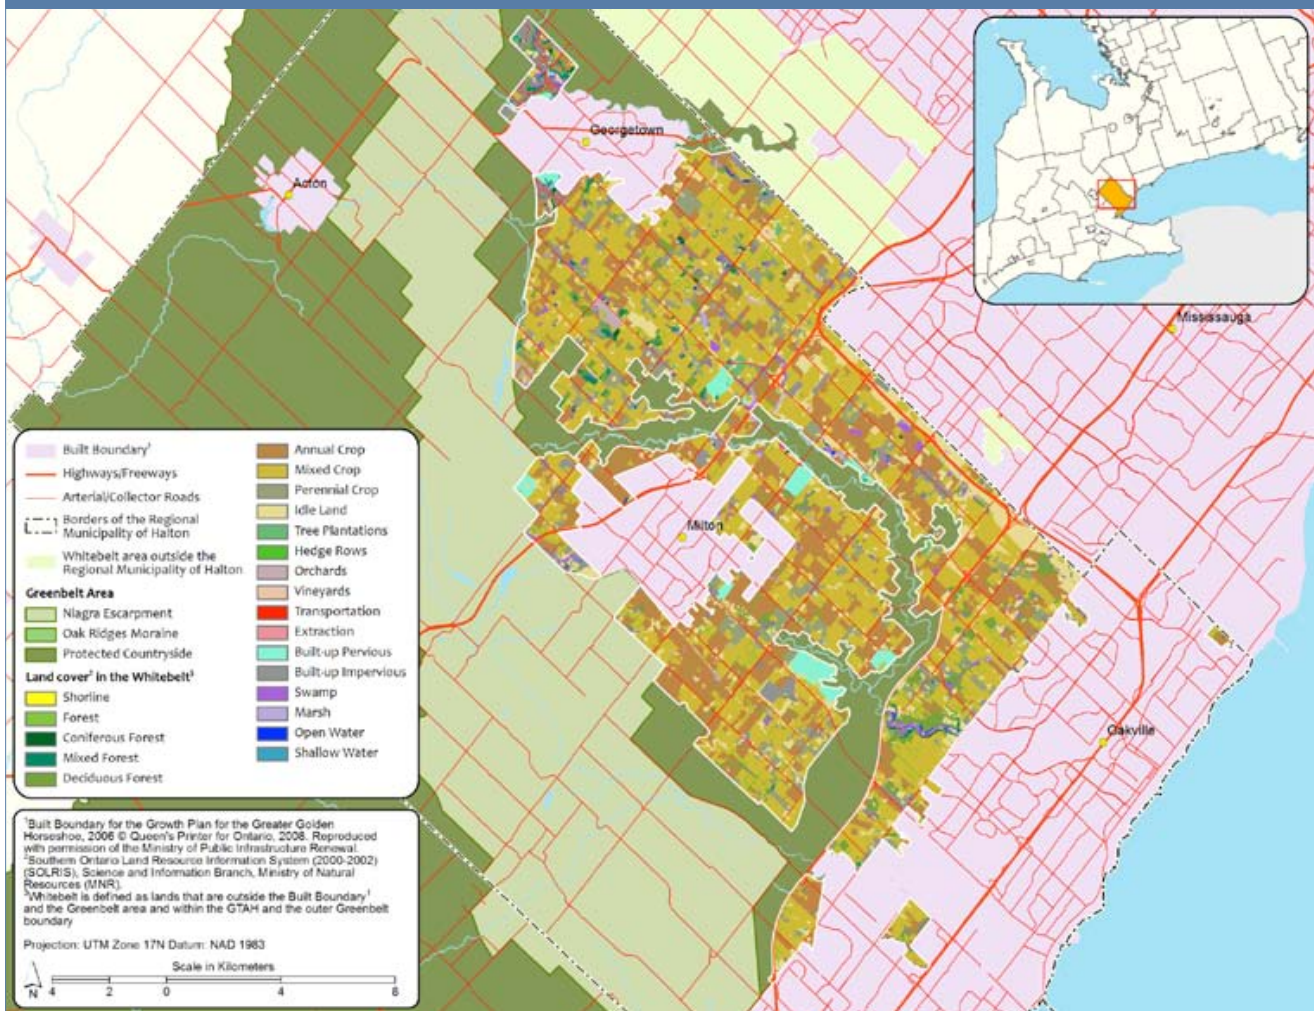 Georgetown
Acton
Mississauga
Milton
Oakville
Built Boundary¹
Highways/Freeways
Arterial/Collector Roads
Borders of the Regional
Municipality of Halton
Whitebelt area outside the
Regional Municipality of Halton
Greenbelt Area
Niagra Escarpment
Oak Ridges Moraine
Protected Countryside
Land cover² in the Whitebelt³
Shorline
Forest
Coniferous Forest
Mixed Forest
Deciduous Forest
Annual Crop
Mixed Crop
Perennial Crop
Idle Land
Tree Plantations
Hedge Rows
Orchards
Vineyards
Transportation
Extraction
Built-up Pervious
Built-up Impervious
Swamp
Marsh
Open Water
Shallow Water
¹Built Boundary for the Growth Plan for the Greater Golden
Horseshoe, 2006 © Queen's Printer for Ontario, 2008. Reproduced
with permission of the Ministry of Public Infrastructure Renewal.
²Southern Ontario Land Resource Information System (2000-2002)
(SOLRIS), Science and Information Branch, Ministry of Natural
Resources (MNR).
³Whitebelt is defined as lands that are outside the Built Boundary¹
and the Greenbelt area and within the GTAH and the outer Greenbelt
boundary
Projection: UTM Zone 17N Datum: NAD 1983
Scale in Kilometers
N 4 2 0 4 8